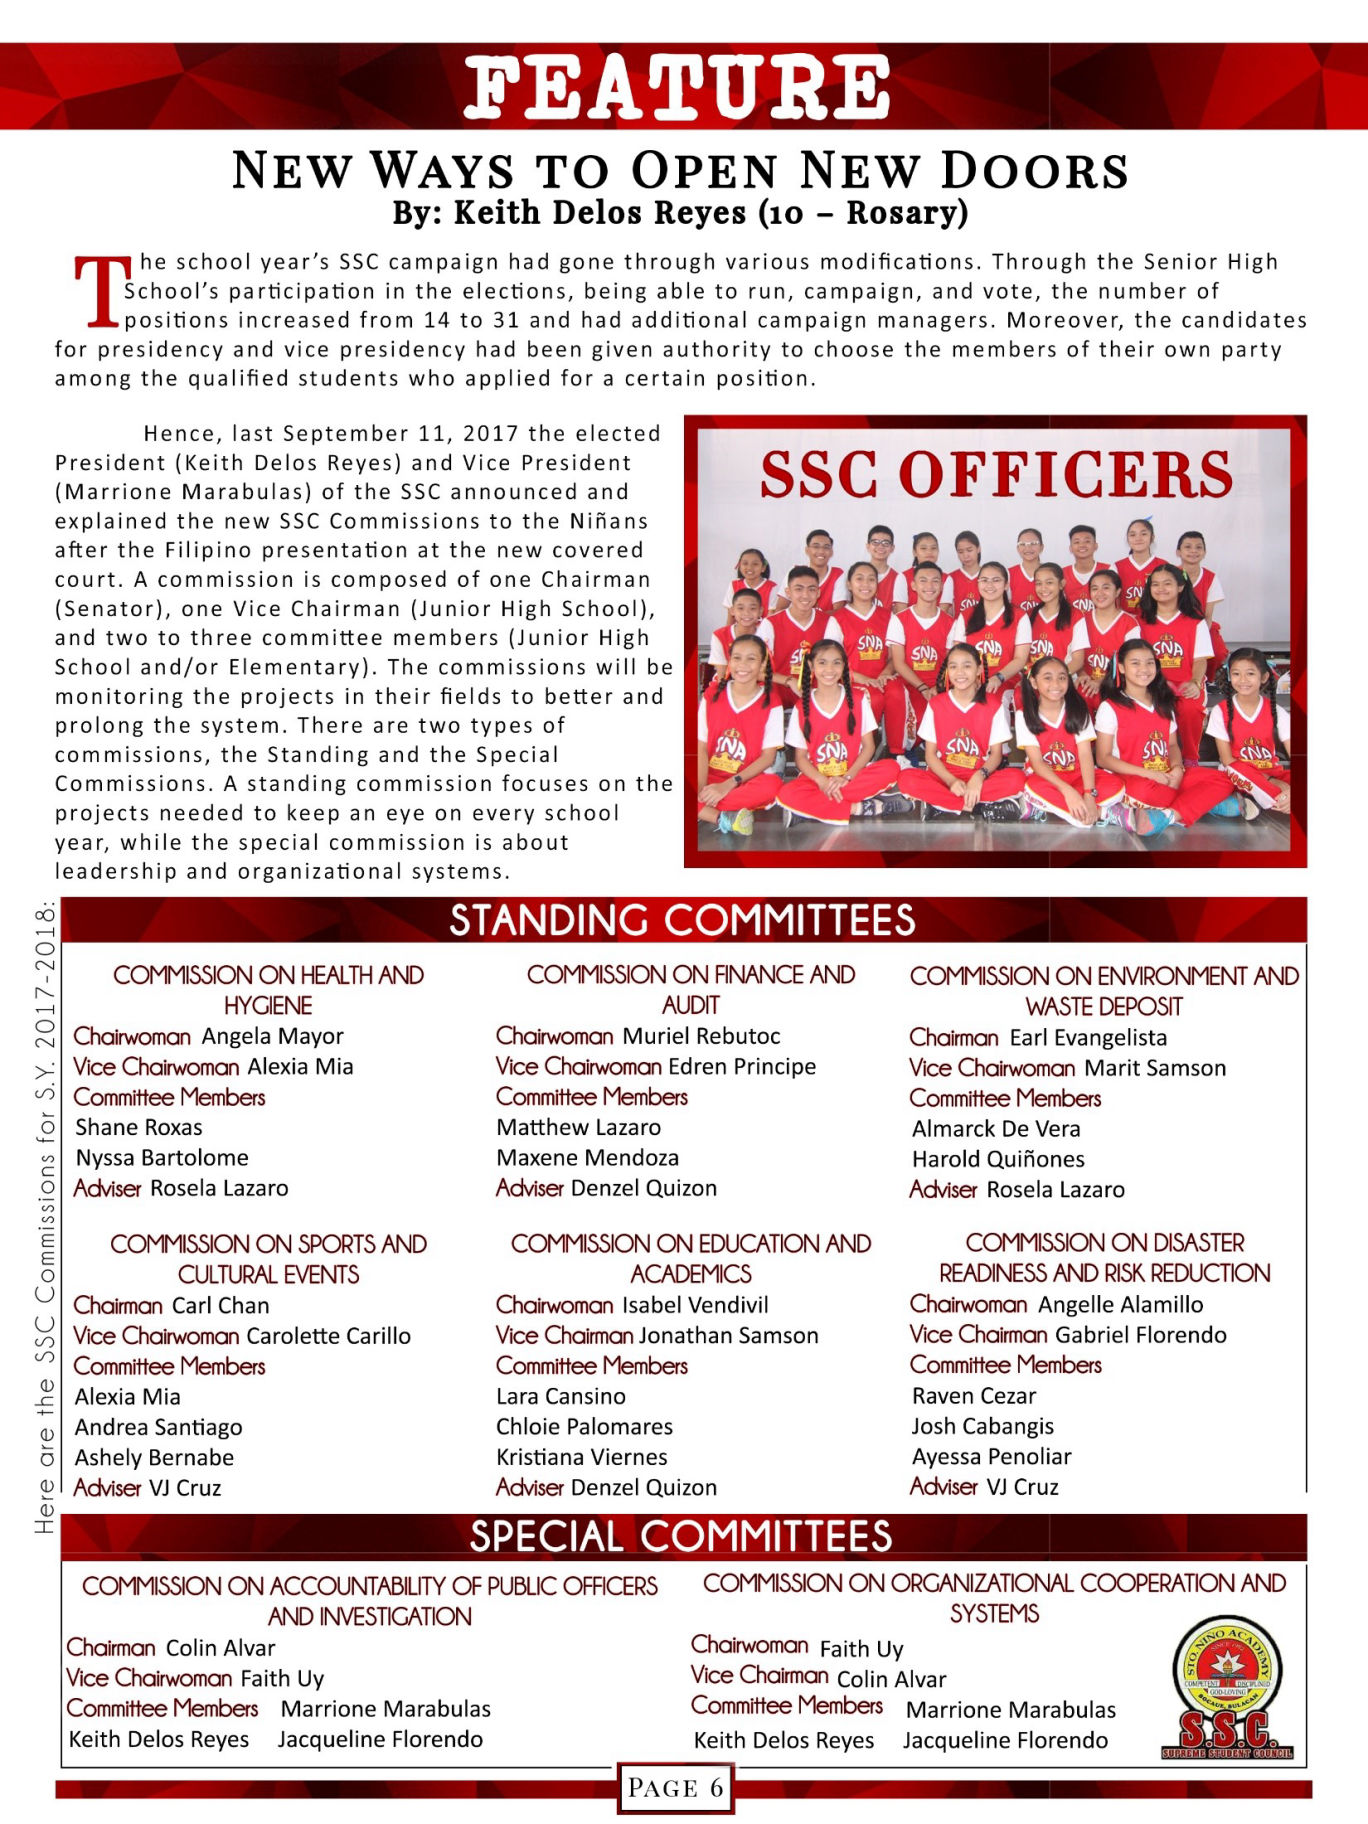 FEATURE
NEW WAYS TO OPEN NEW DOORS
By: Keith Delos Reyes (10 – Rosary)
The school year's SSC campaign had gone through various modifications. Through the Senior High
School's participation in the elections, being able to run, campaign, and vote, the number of
positions increased from 14 to 31 and had additional campaign managers. Moreover, the candidates
for presidency and vice presidency had been given authority to choose the members of their own party
among the qualified students who applied for a certain position.
Hence, last September 11, 2017 the elected
President (Keith Delos Reyes) and Vice President
(Marrione Marabulas) of the SSC announced and
explained the new SSC Commissions to the Niñans
after the Filipino presentation at the new covered
court. A commission is composed of one Chairman
(Senator), one Vice Chairman (Junior High School),
and two to three committee members (Junior High
School and/or Elementary). The commissions will be
monitoring the projects in their fields to better and
prolong the system. There are two types of
commissions, the Standing and the Special
Commissions. A standing commission focuses on the
projects needed to keep an eye on every school
year, while the special commission is about
leadership and organizational systems.
SSC OFFICERS
SNA
SNA
SNA
SNA
SNA
SNA
SNA
SNA
SNA
SNA
Here are the SSC Commissions for S.Y. 2017-2018:
STANDING COMMITTEES
COMMISSION ON HEALTH AND
HYGIENE
Chairwoman Angela Mayor
Vice Chairwoman Alexia Mia
Committee Members
Shane Roxas
Nyssa Bartolome
Adviser Rosela Lazaro
COMMISSION ON FINANCE AND
AUDIT
Chairwoman Muriel Rebutoc
Vice Chairwoman Edren Principe
Committee Members
Matthew Lazaro
Maxene Mendoza
Adviser Denzel Quizon
COMMISSION ON ENVIRONMENT AND
WASTE DEPOSIT
Chairman Earl Evangelista
Vice Chairwoman Marit Samson
Committee Members
Almarck De Vera
Harold Quiñones
Adviser Rosela Lazaro
COMMISSION ON SPORTS AND
CULTURAL EVENTS
Chairman Carl Chan
Vice Chairwoman Carolette Carillo
Committee Members
Alexia Mia
Andrea Santiago
Ashely Bernabe
Adviser VJ Cruz
COMMISSION ON EDUCATION AND
ACADEMICS
Chairwoman Isabel Vendivil
Vice Chairman Jonathan Samson
Committee Members
Lara Cansino
Chloie Palomares
Kristiana Viernes
Adviser Denzel Quizon
COMMISSION ON DISASTER
READINESS AND RISK REDUCTION
Chairwoman Angelle Alamillo
Vice Chairman Gabriel Florendo
Committee Members
Raven Cezar
Josh Cabangis
Ayessa Penoliar
Adviser VJ Cruz
SPECIAL COMMITTEES
COMMISSION ON ACCOUNTABILITY OF PUBLIC OFFICERS
AND INVESTIGATION
Chairman Colin Alvar
Vice Chairwoman Faith Uy
Committee Members Marrione Marabulas
Keith Delos Reyes Jacqueline Florendo
COMMISSION ON ORGANIZATIONAL COOPERATION AND
SYSTEMS
Chairwoman Faith Uy
Vice Chairman Colin Alvar
Committee Members Marrione Marabulas
Keith Delos Reyes Jacqueline Florendo
STO. NINO ACADEMY
SINCE 1982
COMPETENT DISCIPLINED
GOD-LOVING
BOCAUE, BULACAN
S.S.C.
SUPREME STUDENT COUNCIL
PAGE 6